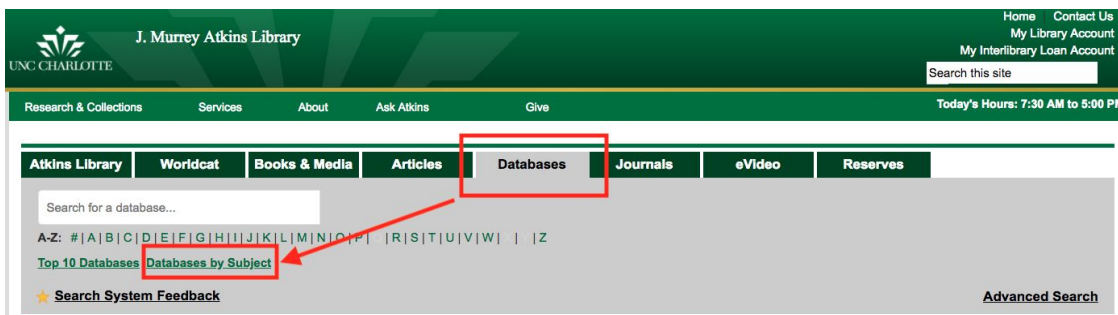 Home Contact Us
J. Murrey Atkins Library
My Library Account
My Interlibrary Loan Account
UNC CHARLOTTE
Search this site
Research & Collections Services About Ask Atkins Give Today's Hours: 7:30 AM to 5:00 P
Atkins Library Worldcat Books & Media Articles Databases Journals eVideo Reserves
Search for a database...
A-Z: # | A | B | C | D | E | F | G | H | I | J | K | L | M | N | O | P | | R | S | T | U | V | W | | | Z
Top 10 Databases Databases by Subject
Search System Feedback Advanced Search